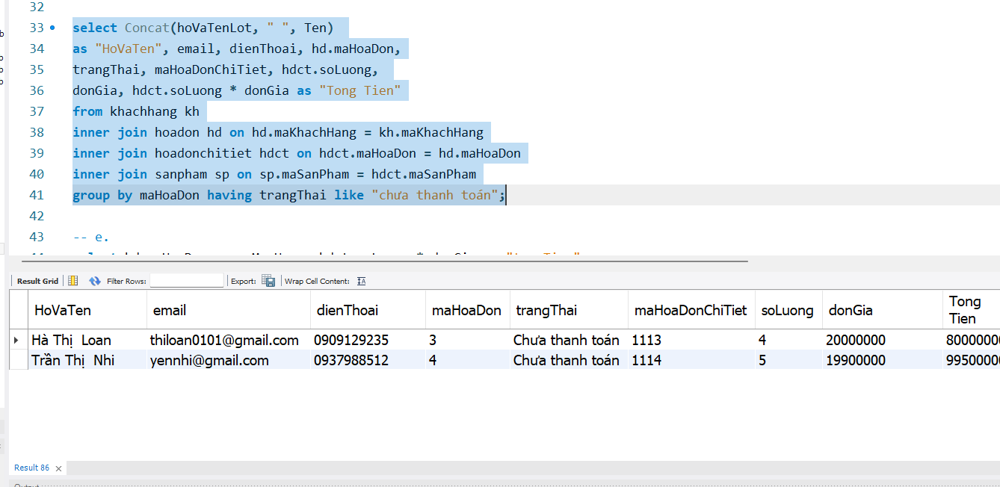 32
33 select Concat(hoVaTenLot, " ", Ten)
34 as "HoVaTen", email, dienThoai, hd.maHoaDon,
35 trangThai, maHoaDonChiTiet, hdct.soLuong,
36 donGia, hdct.soLuong * donGia as "Tong Tien"
37 from khachhang kh
38 inner join hoadon hd on hd.maKhachHang = kh.maKhachHang
39 inner join hoadonchitiet hdct on hdct.maHoaDon = hd.maHoaDon
40 inner join sanpham sp on sp.maSanPham = hdct.maSanPham
41 group by maHoaDon having trangThai like "chưa thanh toán";
42
43 -- e.
Result Grid Filter Rows: Export: Wrap Cell Content:
HoVaTen email dienThoai maHoaDon trangThai maHoaDonChiTiet soLuong donGia Tong Tien
Hà Thị  Loan thiloan0101@gmail.com 0909129235 3 Chưa thanh toán 1113 4 20000000
Trần Thị  Nhi yennhi@gmail.com 0937988512 4 Chưa thanh toán 1114 5 19900000
Result 86